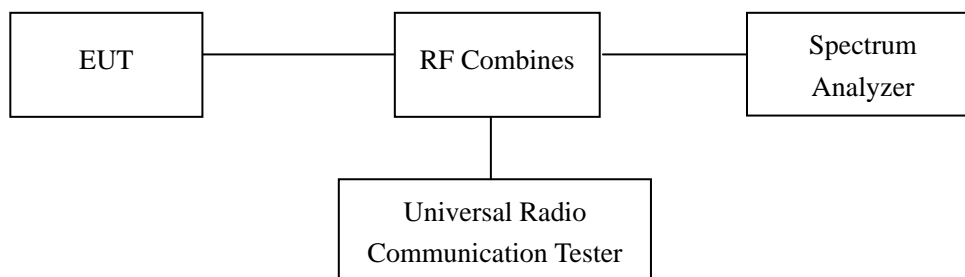 EUT
RF Combines
Spectrum
Analyzer
Universal Radio
Communication Tester